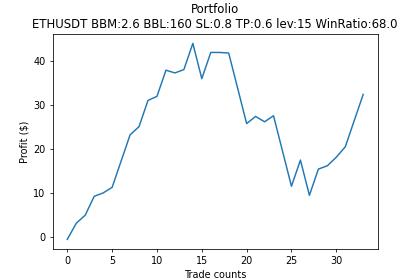 Portfolio
ETHUSDT BBM:2.6 BBL:160 SL:0.8 TP:0.6 lev:15 WinRatio:68.0
40
30
20
10
0
Profit ($)
0 5 10 15 20 25 30
Trade counts